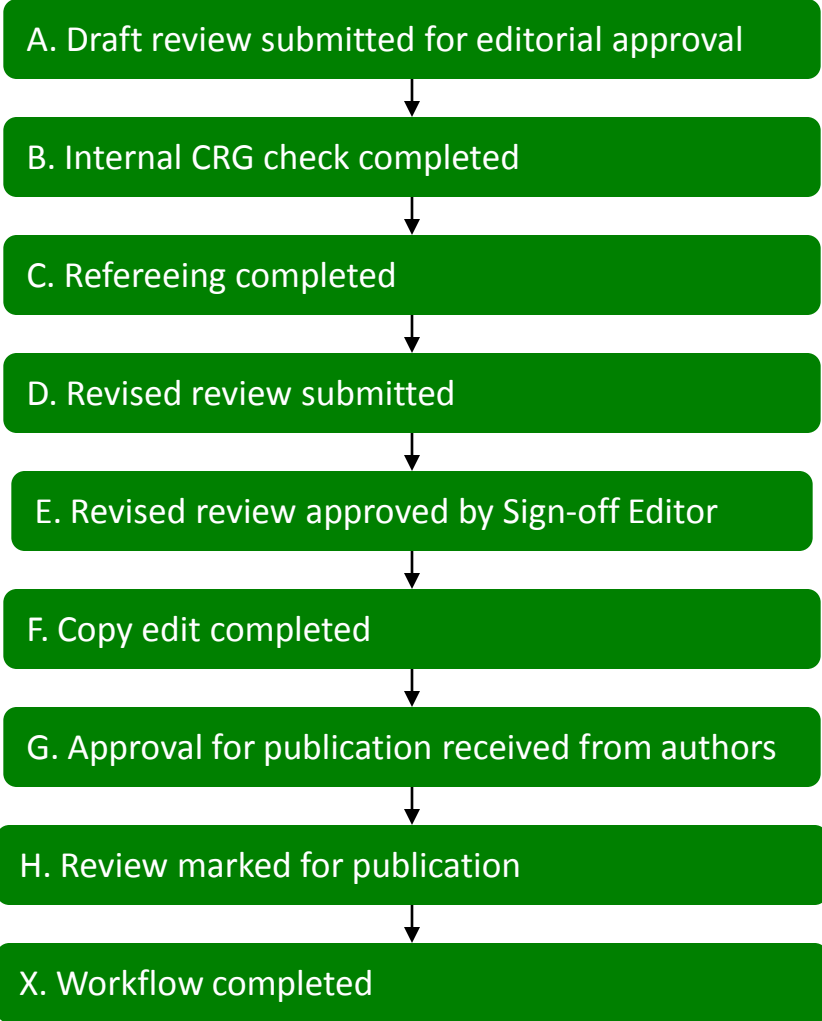 A. Draft review submitted for editorial approval
B. Internal CRG check completed
C. Refereeing completed
D. Revised review submitted
E. Revised review approved by Sign-off Editor
F. Copy edit completed
G. Approval for publication received from authors
H. Review marked for publication
X. Workflow completed